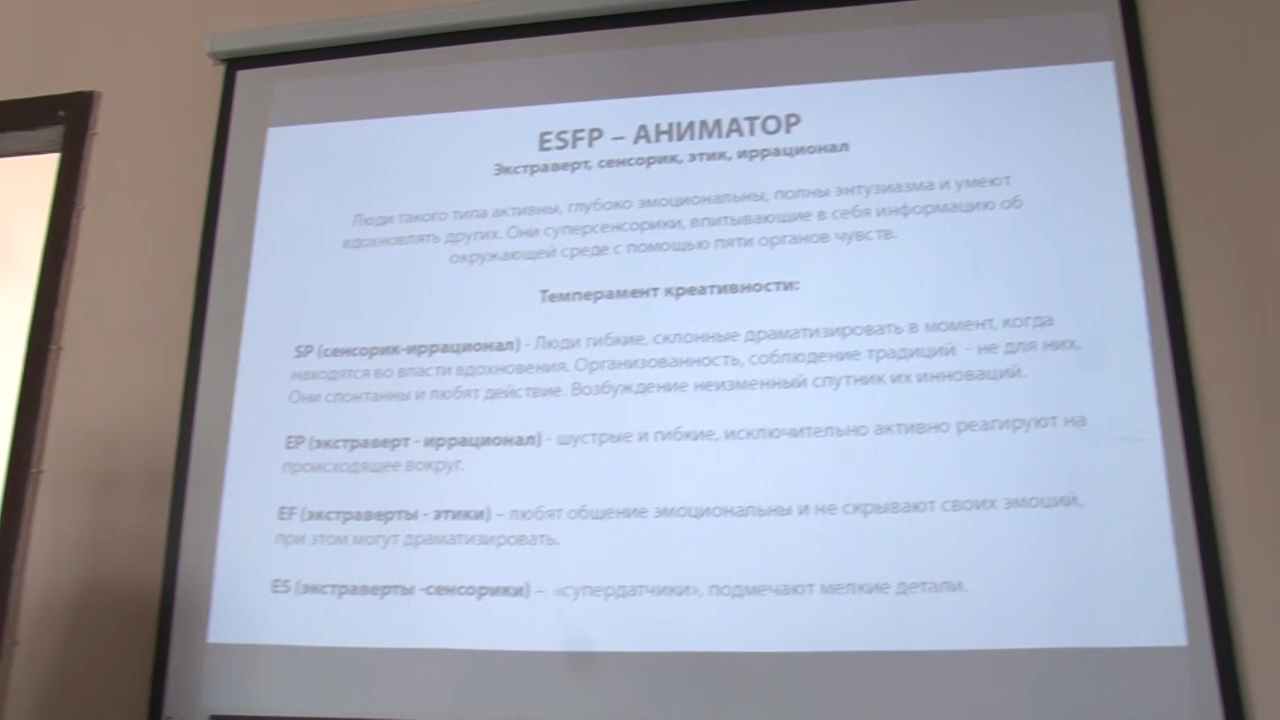 ESFP – АНИМАТОР
Экстраверт, сенсорик, этик, иррационал
Люди такого типа активны, глубоко эмоциональны, полны энтузиазма и умеют
вдохновлять других. Они суперсенсорики, впитывающие в себя информацию об
окружающей среде с помощью пяти органов чувств.
Темперамент креативности:
SP (сенсорик-иррационал) - Люди гибкие, склонные драматизировать в момент, когда
находятся во власти вдохновения. Организованность, соблюдение традиций - не для них.
Они спонтанны и любят действие. Возбуждение неизменный спутник их инноваций.
EP (экстраверт - иррационал) - шустрые и гибкие, исключительно активно реагируют на
происходящее вокруг.
EF (экстраверты - этики) – любят общение эмоциональны и не скрывают своих эмоций,
при этом могут драматизировать.
ES (экстраверты -сенсорики) – «супердатчики», подмечают мелкие детали.